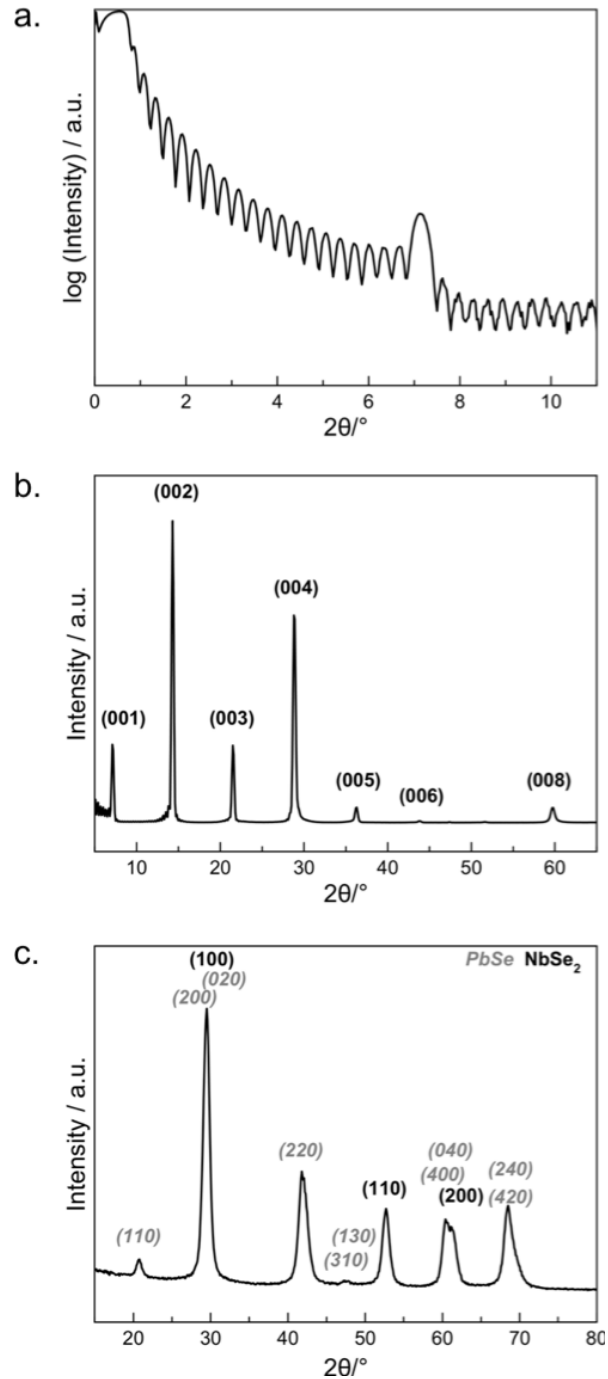 a.
log (Intensity) / a.u.
0 2 4 6 8 10
2θ/°
b.
(002)
(004)
(001) (003)
(005) (006) (008)
Intensity / a.u.
10 20 30 40 50 60
2θ/°
c.
(100) PbSe NbSe₂
(020)
(200)
(220) (040) (240)
(110) (400) (200) (420)
(110) (130)
(310)
Intensity / a.u.
20 30 40 50 60 70 80
2θ/°